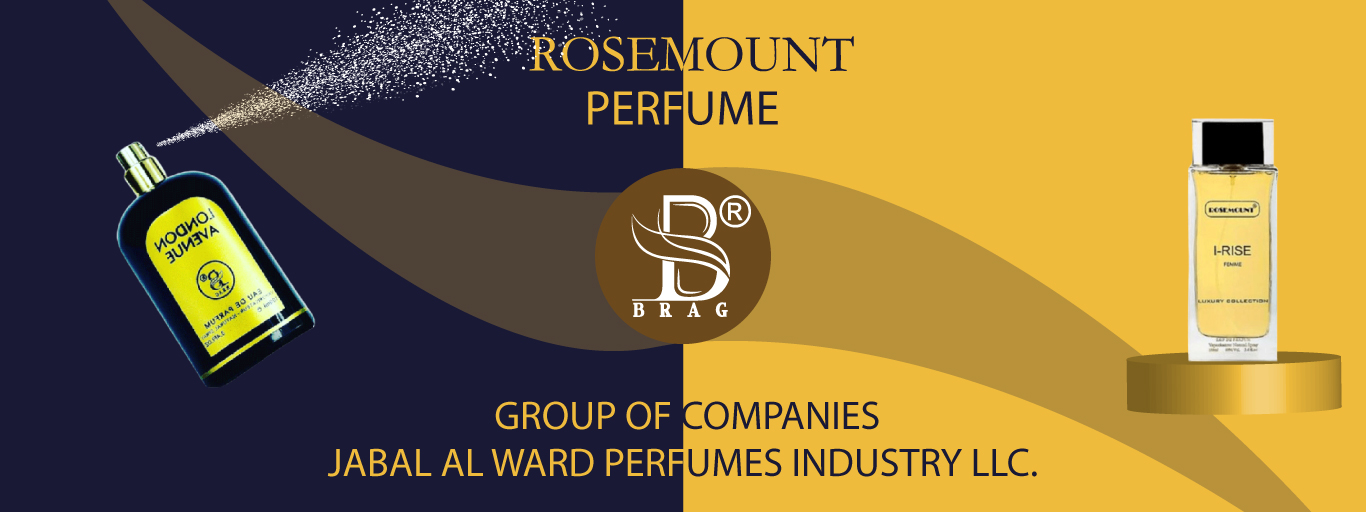 ROSEMOUNT
PERFUME
LONDON
AVENUE
BRAG
EAU DE PARFUM
B®
BRAG
ROSEMOUNT®
I-RISE
FEMME
LUXURY COLLECTION
GROUP OF COMPANIES
JABAL AL WARD PERFUMES INDUSTRY LLC.